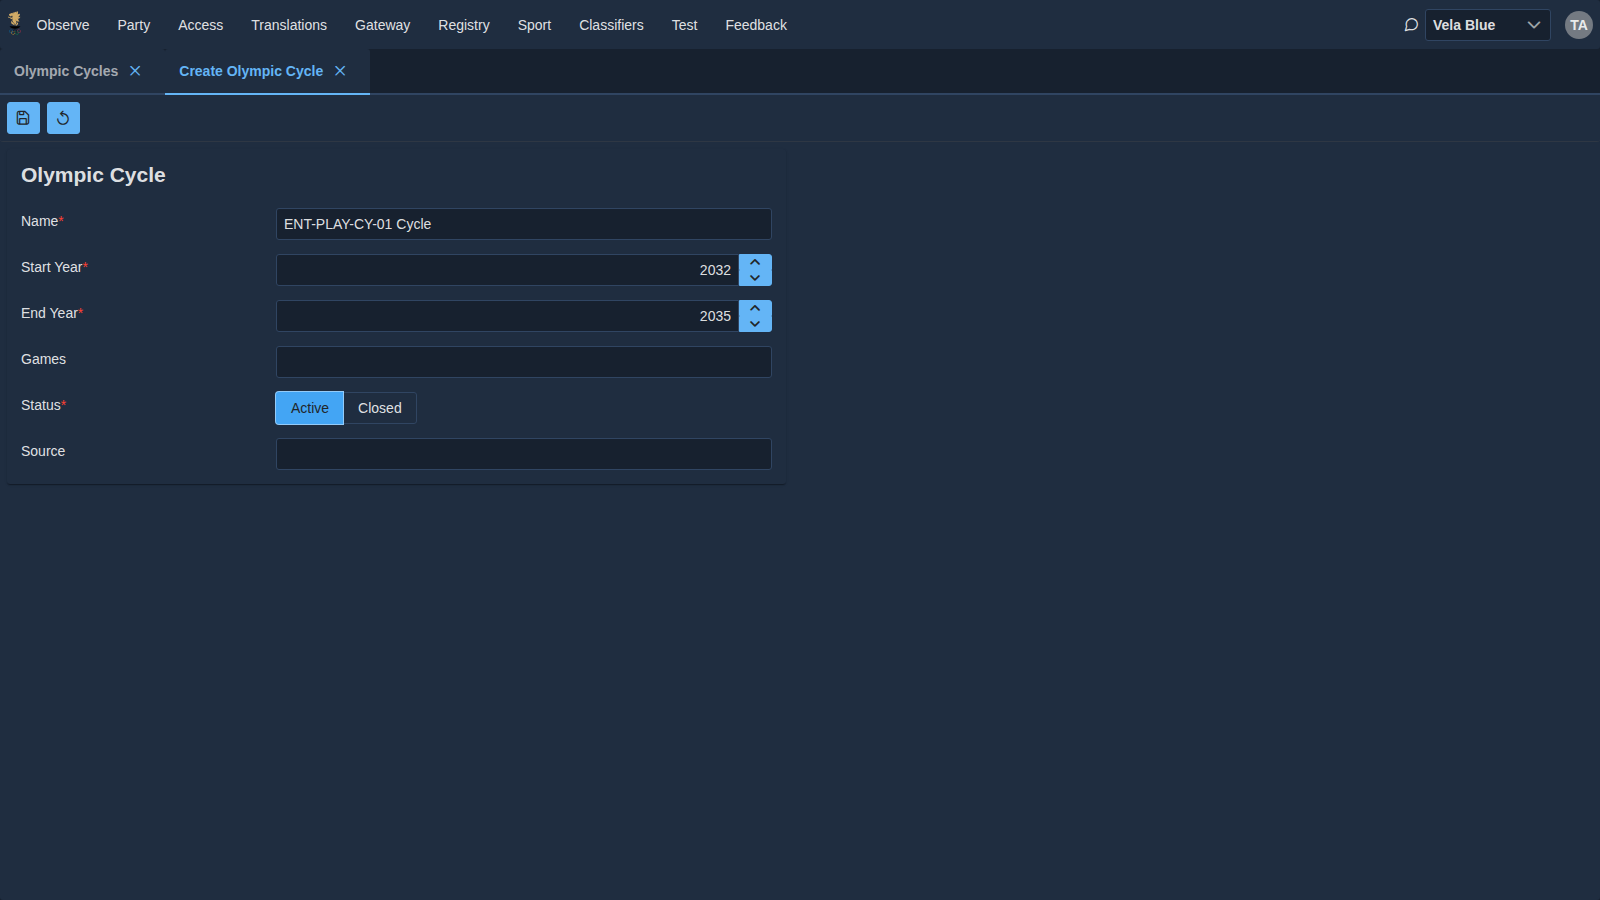 Observe Party Access Translations Gateway Registry Sport Classifiers Test Feedback Vela Blue TA
Olympic Cycles Create Olympic Cycle
Olympic Cycle
Name* ENT-PLAY-CY-01 Cycle
Start Year* 2032
End Year* 2035
Games
Status* Active Closed
Source